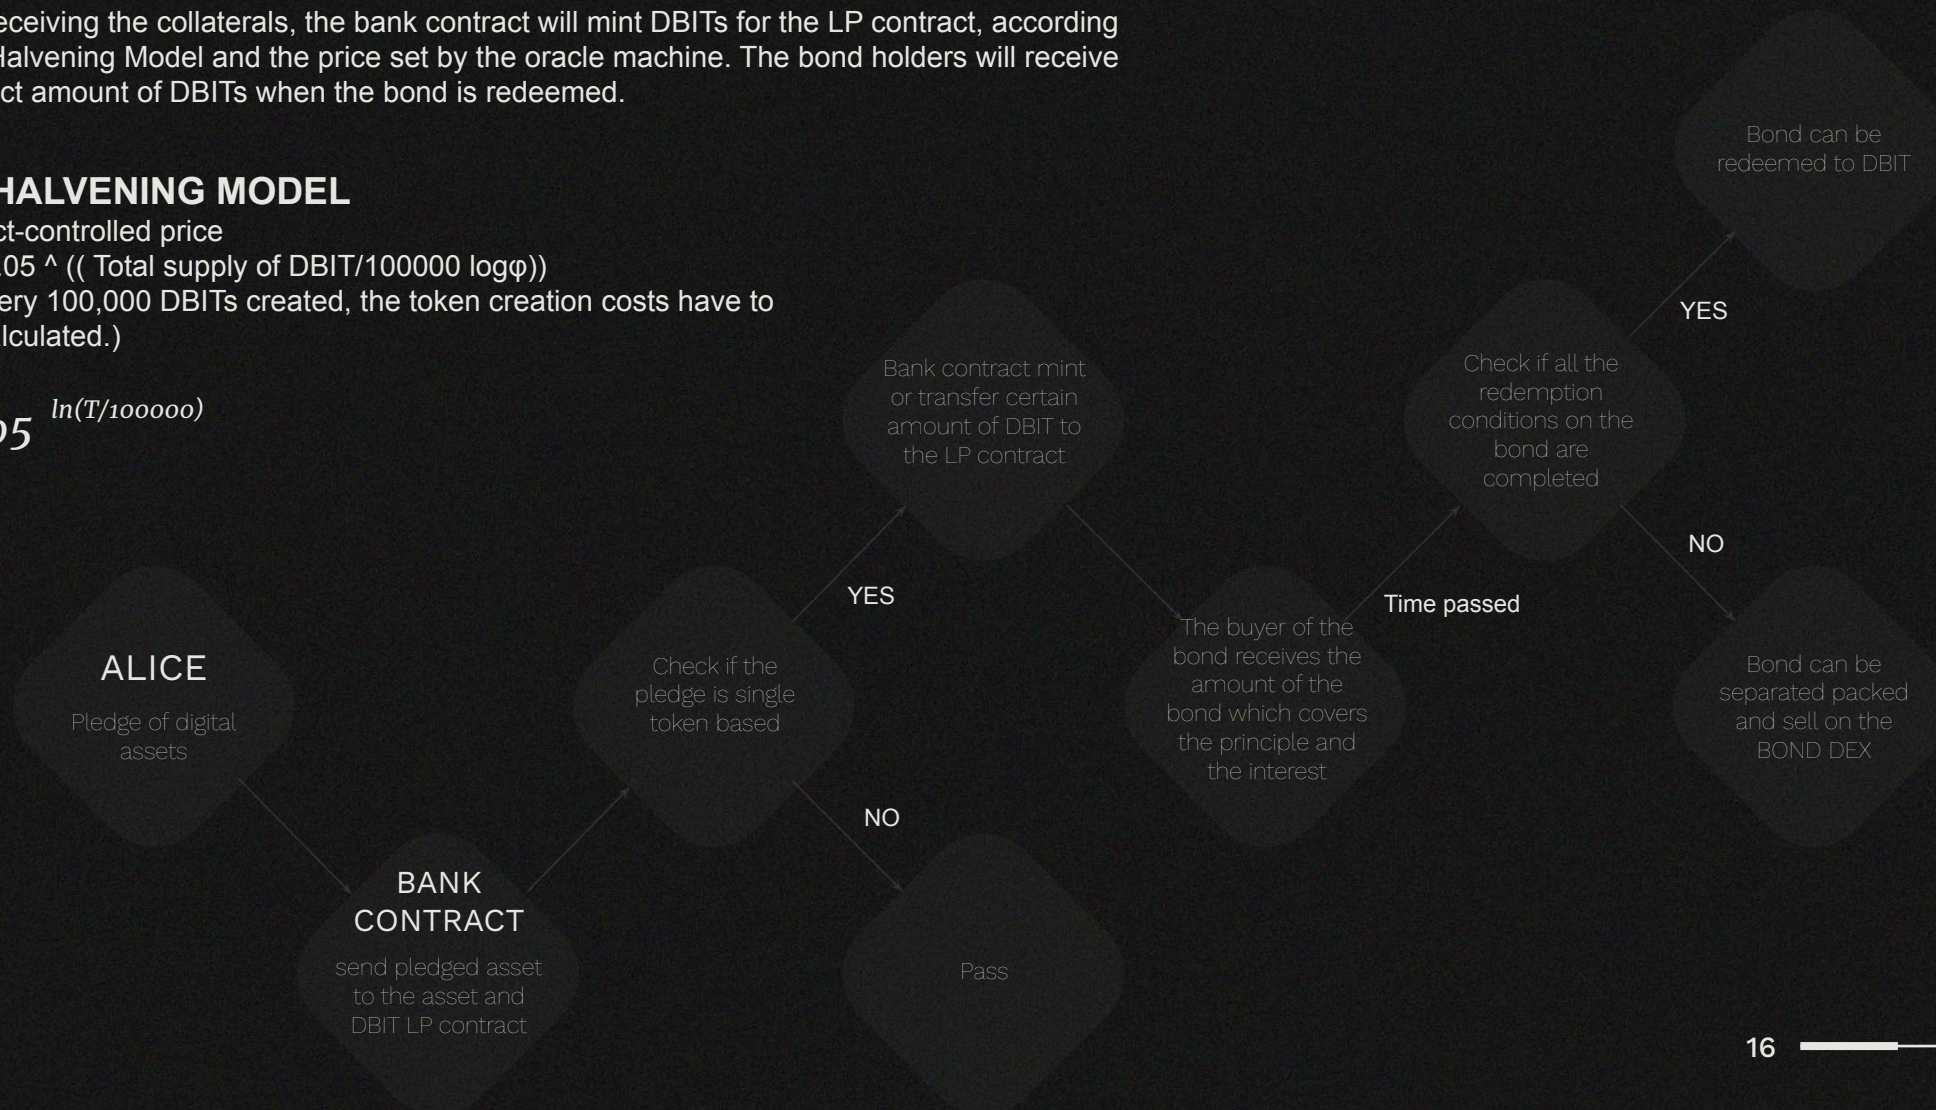 eceiving the collaterals, the bank contract will mint DBITs for the LP contract, according
Halvening Model and the price set by the oracle machine. The bond holders will receive
ct amount of DBITs when the bond is redeemed.
HALVENING MODEL
ct-controlled price
.05 ^ (( Total supply of DBIT/100000 logφ))
ery 100,000 DBITs created, the token creation costs have to
lculated.)
05 ln(T/100000)
ALICE
Pledge of digital
assets
BANK
CONTRACT
send pledged asset
to the asset and
DBIT LP contract
Check if the
pledge is single
token based
YES
NO
Bank contract mint
or transfer certain
amount of DBIT to
the LP contract
Pass
The buyer of the
bond receives the
amount of the
bond which covers
the principle and
the interest
Time passed
Check if all the
redemption
conditions on the
bond are
completed
YES
NO
Bond can be
redeemed to DBIT
Bond can be
separated packed
and sell on the
BOND DEX
16